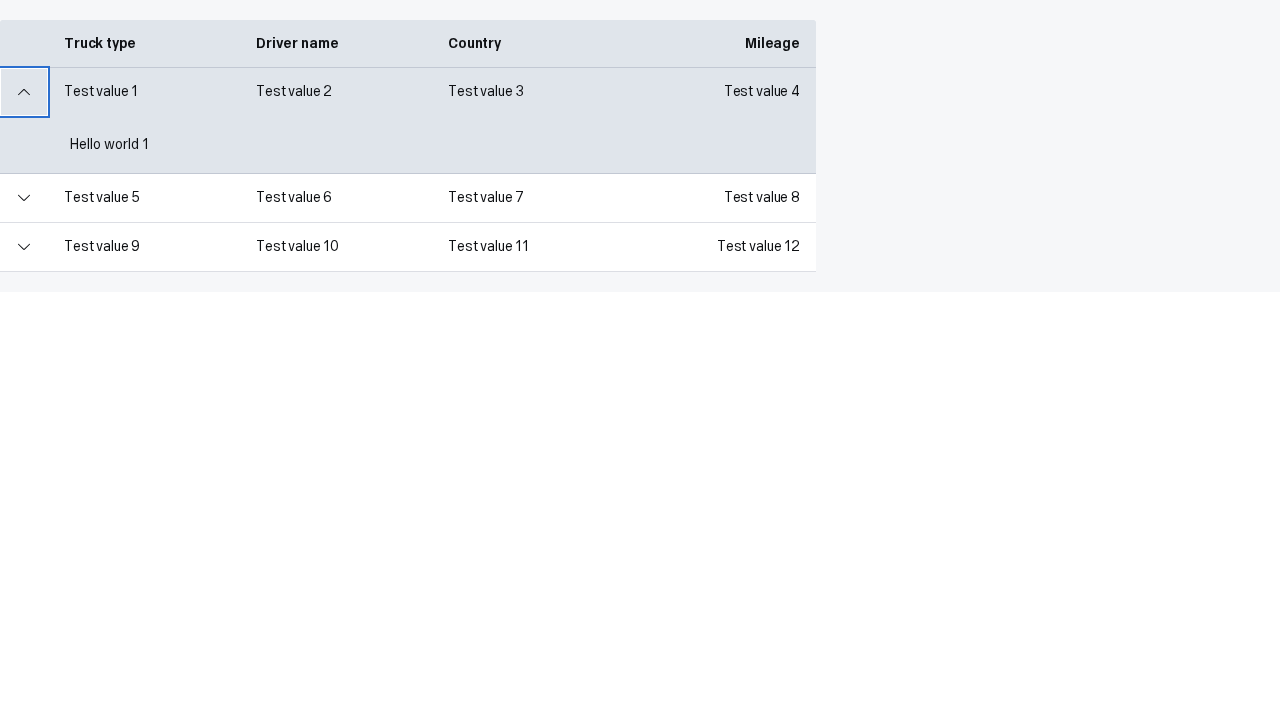 Truck type Driver name Country Mileage
Test value 1 Test value 2 Test value 3 Test value 4
Hello world 1
Test value 5 Test value 6 Test value 7 Test value 8
Test value 9 Test value 10 Test value 11 Test value 12